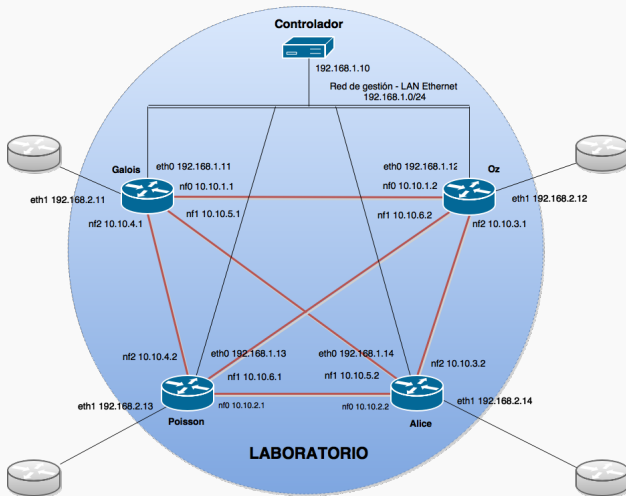 Controlador
192.168.1.10
Red de gestión - LAN Ethernet
192.168.1.0/24
Galois
eth0 192.168.1.11
eth0 192.168.1.12
Oz
nf0 10.10.1.1
nf0 10.10.1.2
eth1 192.168.2.11
eth1 192.168.2.12
nf1 10.10.5.1
nf1 10.10.6.2
nf2 10.10.4.1
nf2 10.10.3.1
nf2 10.10.4.2
eth0 192.168.1.13
eth0 192.168.1.14
nf2 10.10.3.2
nf1 10.10.6.1
nf1 10.10.5.2
eth1 192.168.2.13
nf0 10.10.2.1
nf0 10.10.2.2
eth1 192.168.2.14
Poisson
Alice
LABORATORIO